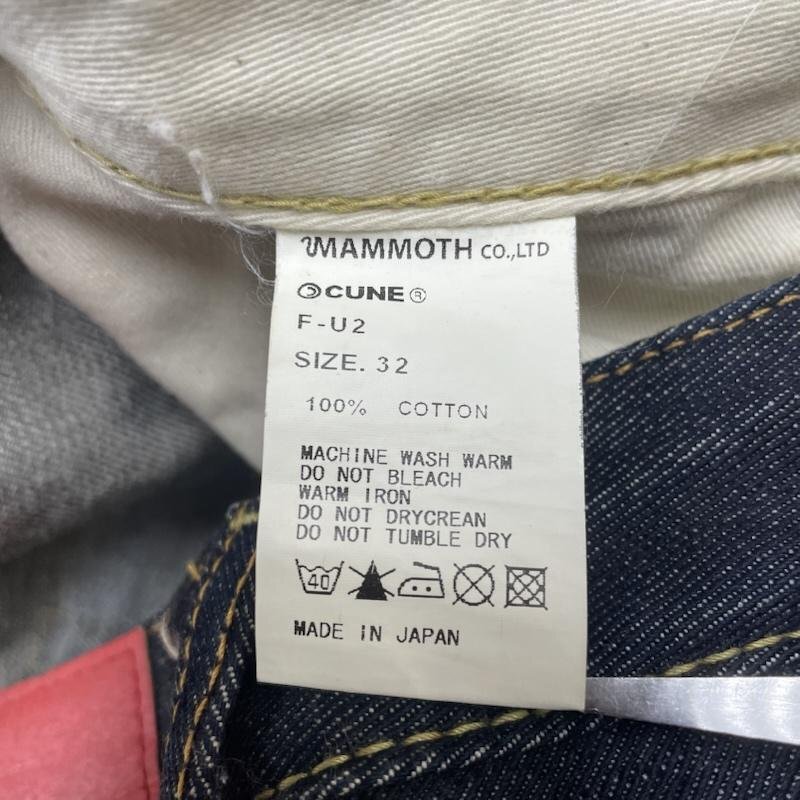 MAMMOTH CO.,LTD
CUNE®
F-U2
SIZE. 32
100% COTTON
MACHINE WASH WARM
DO NOT BLEACH
WARM IRON
DO NOT DRYCREAN
DO NOT TUMBLE DRY
40
MADE IN JAPAN